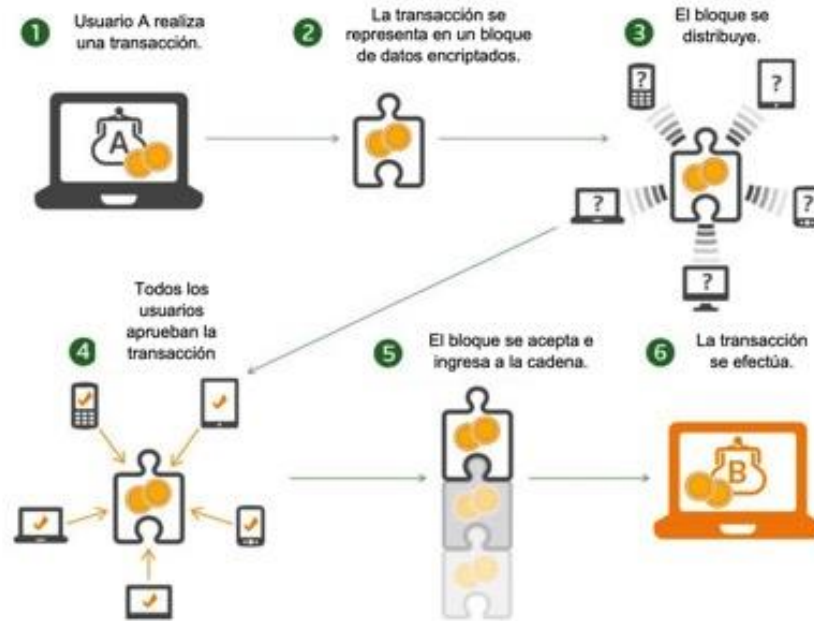 1
Usuario A realiza
una transacción.
A
2
La transacción se
representa en un bloque
de datos encriptados.
3
El bloque se
distribuye.
?
?
?
?
?
4
Todos los
usuarios
aprueban la
transacción
5
El bloque se acepta e
ingresa a la cadena.
6
La transacción
se efectúa.
B